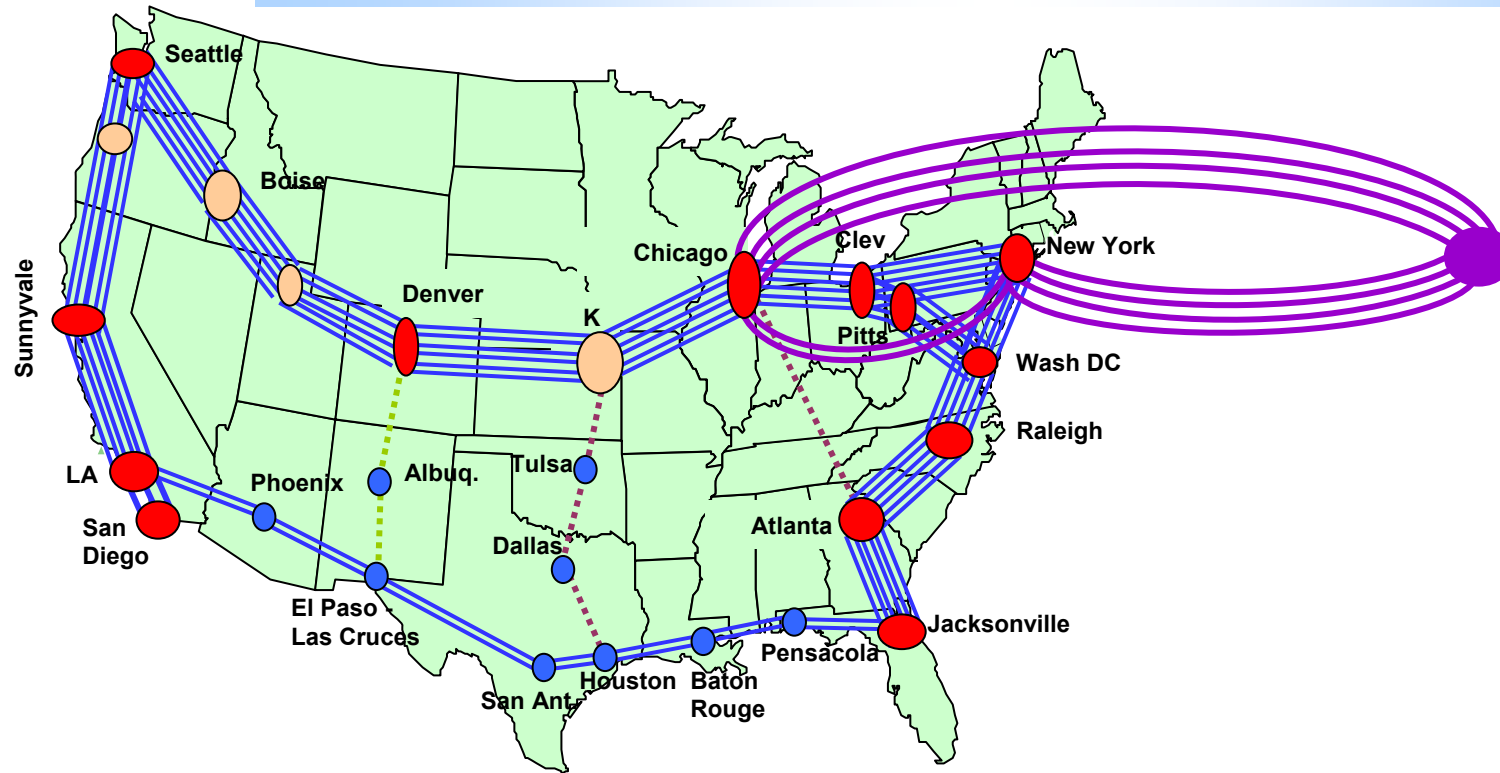 Seattle
Boise
Sunnyvale
Denver
K
Chicago
Clev
New York
Pitts
Wash DC
Raleigh
LA
Phoenix
Albuq.
Tulsa
San
Diego
Dallas
Atlanta
El Paso -
Las Cruces
Jacksonville
Pensacola
San Ant.
Houston
Baton
Rouge